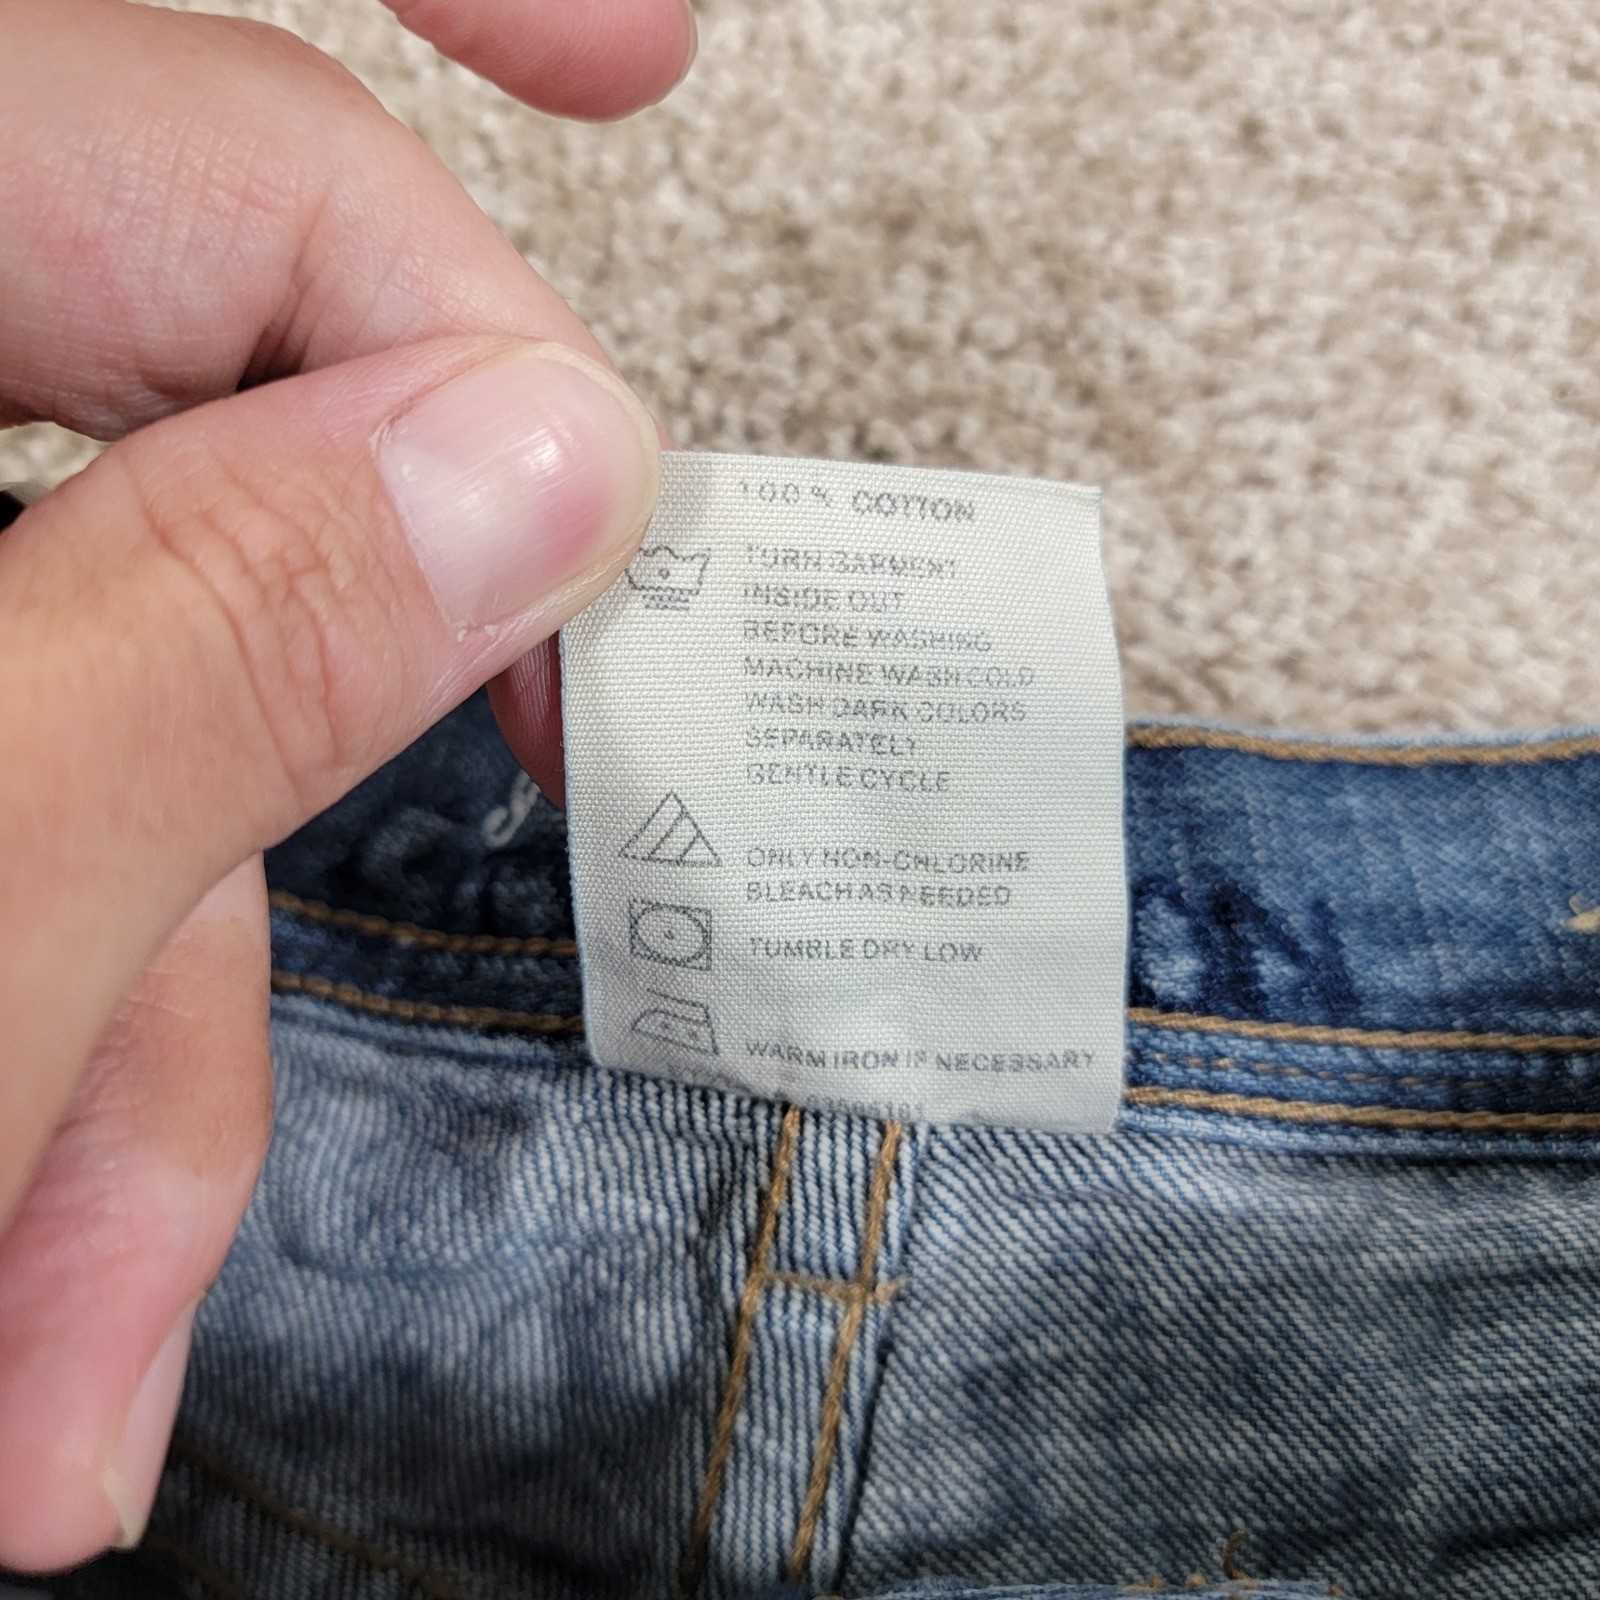 100% COTTON
TURN GARMENT
INSIDE OUT
BEFORE WASHING
MACHINE WASH COLD
WASH DARK COLORS
SEPARATELY
GENTLE CYCLE
ONLY NON-CHLORINE
BLEACH AS NEEDED
TUMBLE DRY LOW
WARM IRON IF NECESSARY